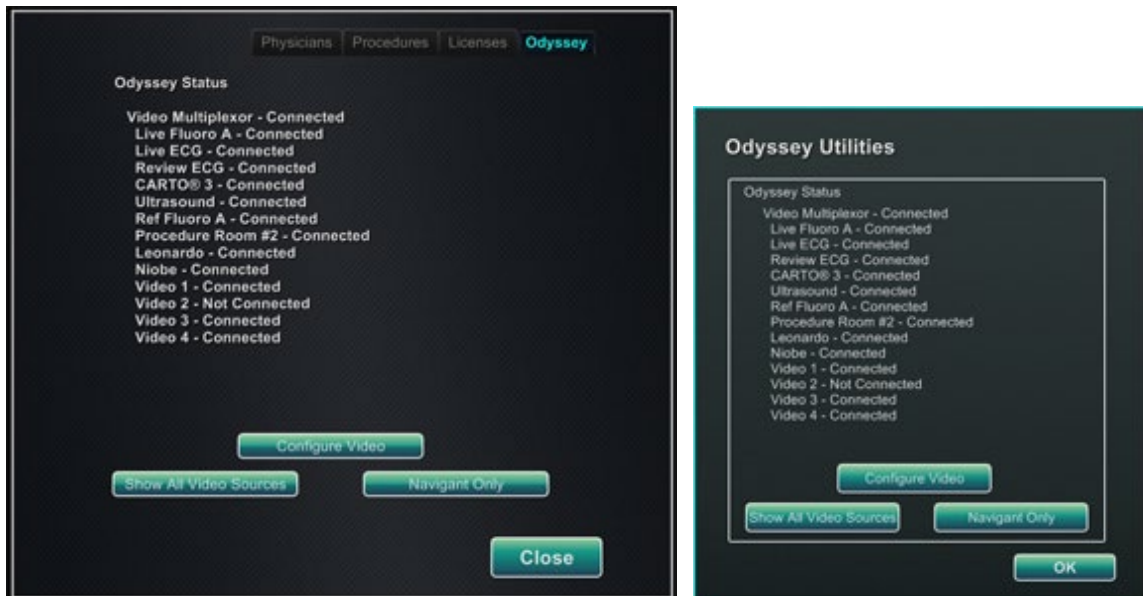 Physicians Procedures Licenses Odyssey
Odyssey Status
Video Multiplexor - Connected
Live Fluoro A - Connected
Live ECG - Connected
Review ECG - Connected
CARTO® 3 - Connected
Ultrasound - Connected
Ref Fluoro A - Connected
Procedure Room #2 - Connected
Leonardo - Connected
Niobe - Connected
Video 1 - Connected
Video 2 - Not Connected
Video 3 - Connected
Video 4 - Connected
Configure Video
Show All Video Sources Navigant Only
Close
Odyssey Utilities
Odyssey Status
Video Multiplexor - Connected
Live Fluoro A - Connected
Live ECG - Connected
Review ECG - Connected
CARTO® 3 - Connected
Ultrasound - Connected
Ref Fluoro A - Connected
Procedure Room #2 - Connected
Leonardo - Connected
Niobe - Connected
Video 1 - Connected
Video 2 - Not Connected
Video 3 - Connected
Video 4 - Connected
Configure Video
Show All Video Sources Navigant Only
OK